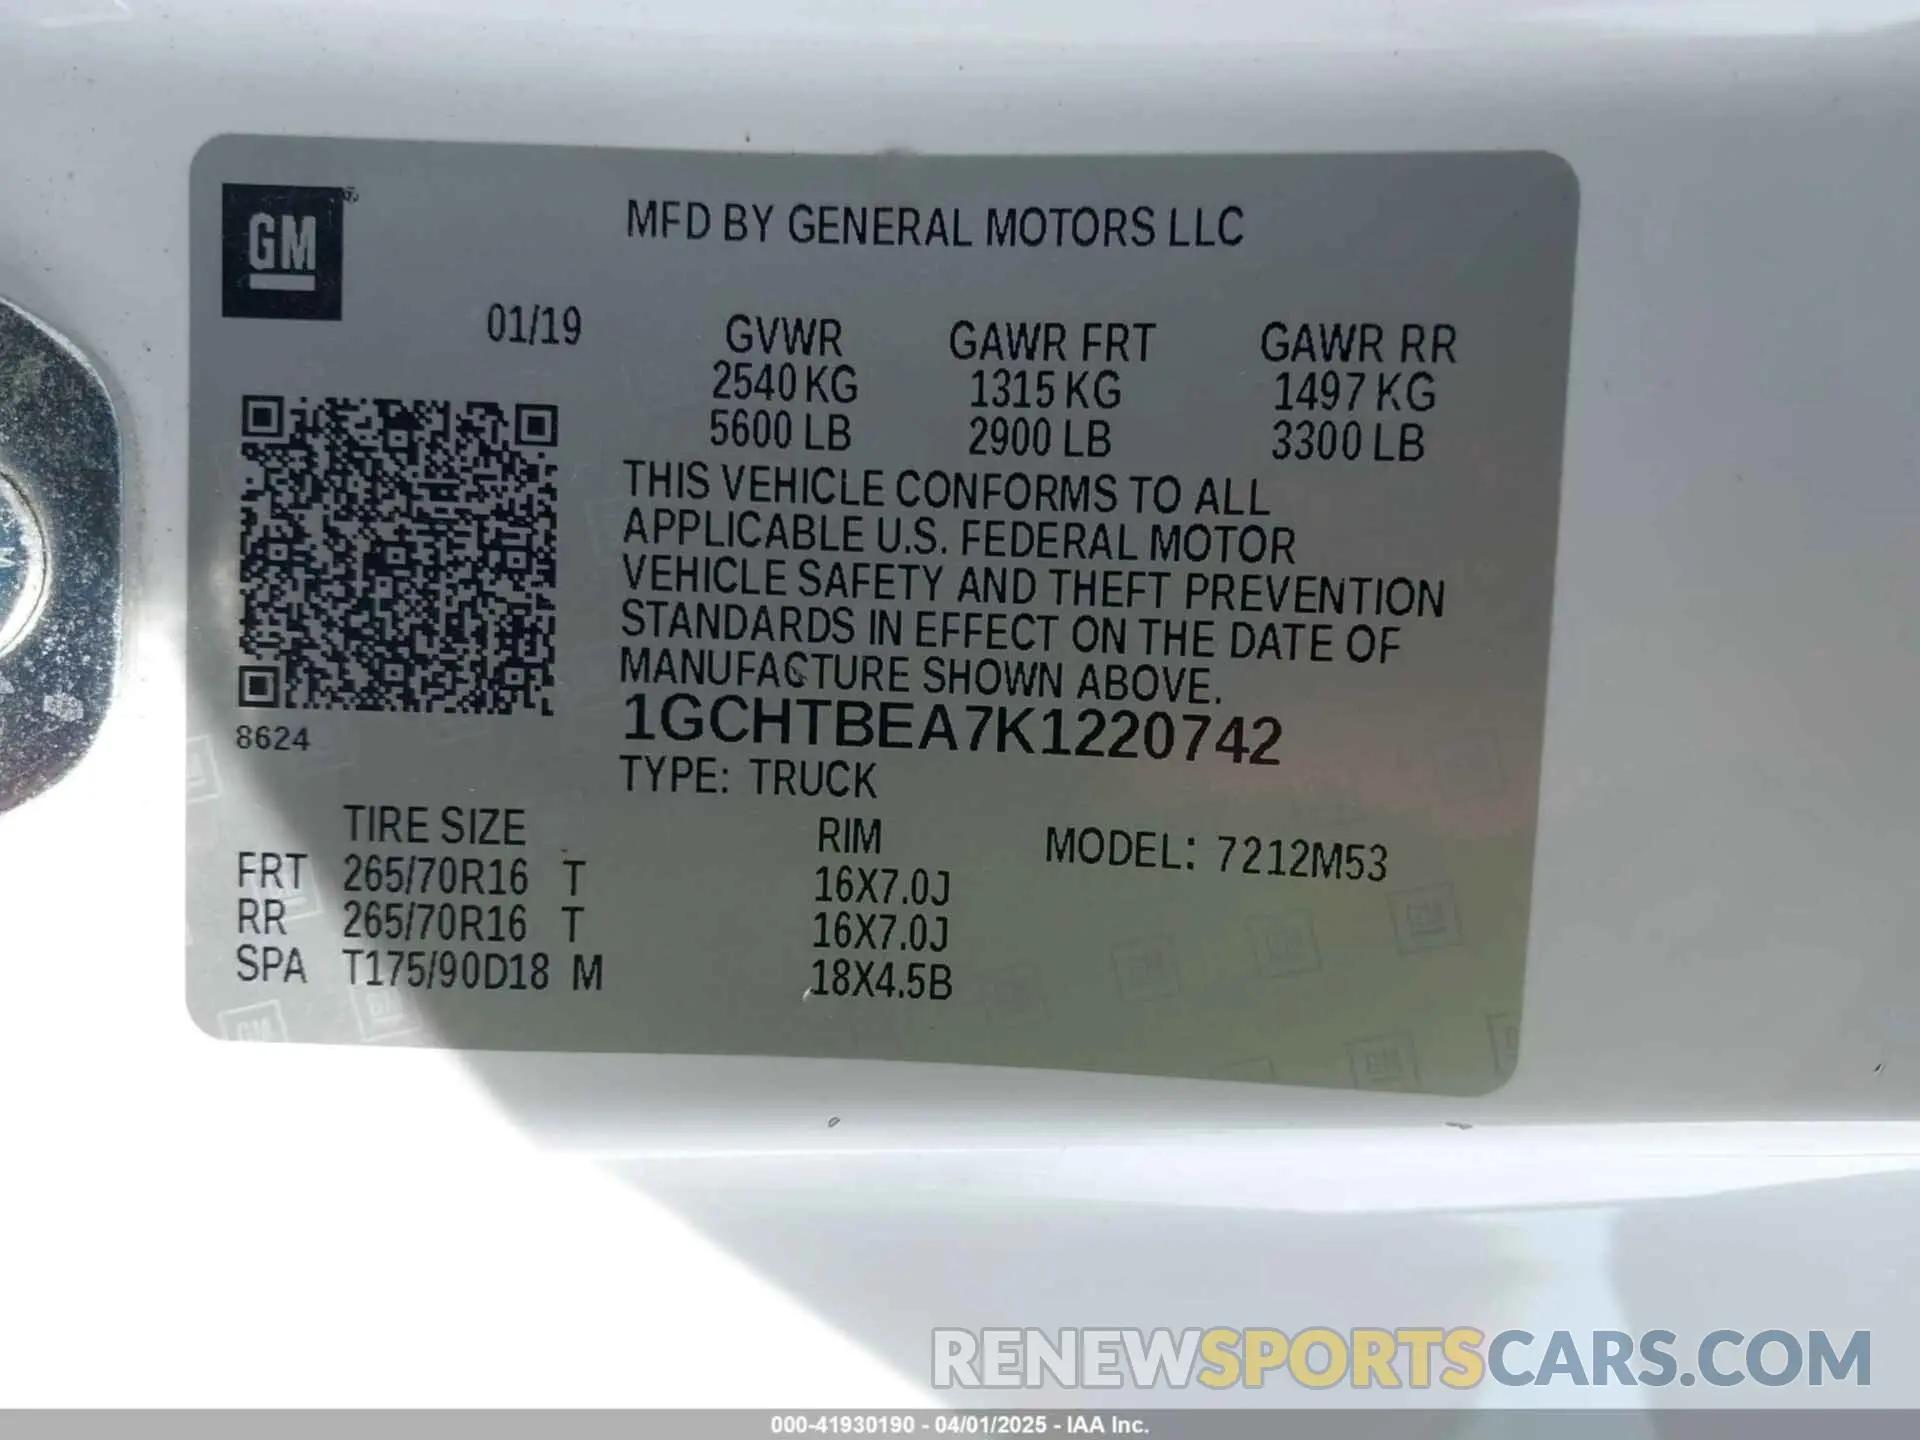 GM
MFD BY GENERAL MOTORS LLC
01/19
GVWR GAWR FRT GAWR RR
2540 KG 1315 KG 1497 KG
5600 LB 2900 LB 3300 LB
THIS VEHICLE CONFORMS TO ALL
APPLICABLE U.S. FEDERAL MOTOR
VEHICLE SAFETY AND THEFT PREVENTION
STANDARDS IN EFFECT ON THE DATE OF
MANUFACTURE SHOWN ABOVE.
8624
1GCHTBEA7K1220742
TYPE: TRUCK
TIRE SIZE RIM MODEL: 7212M53
FRT 265/70R16 T 16X7.0J
RR 265/70R16 T 16X7.0J
SPA T175/90D18 M 18X4.5B
RENEWSPORTSCARS.COM
000-41930190 - 04/01/2025 - IAA Inc.